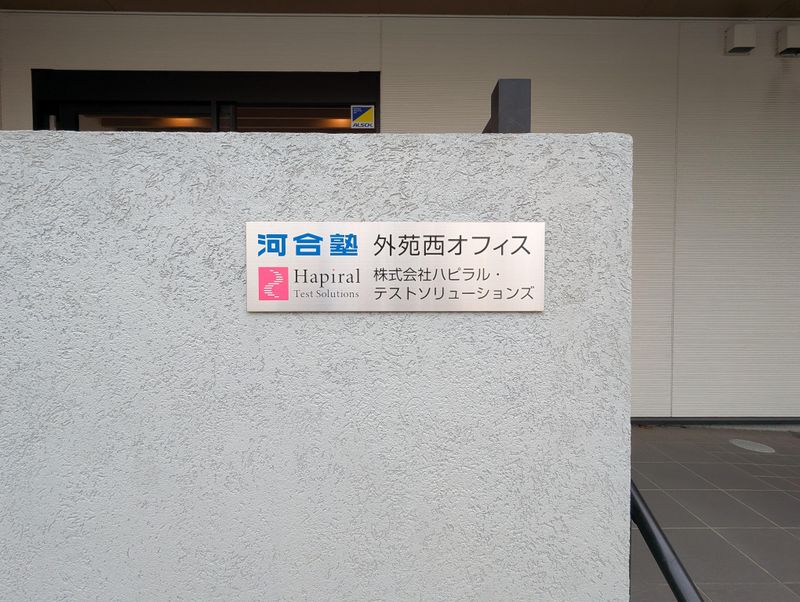 ALSOK
河合塾 外苑西オフィス
Hapiral 株式会社ハピラル・
Test Solutions テストソリューションズ